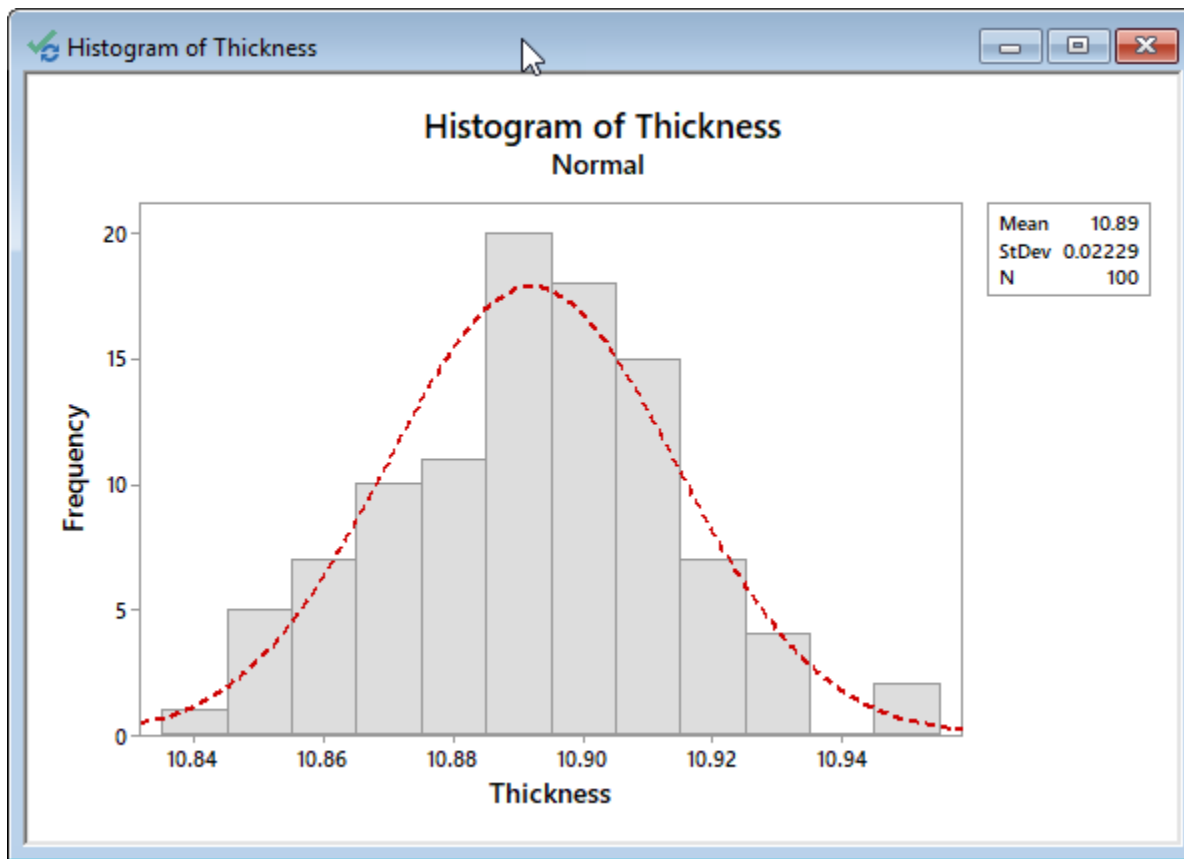 Histogram of Thickness
Histogram of Thickness
Normal
Mean 10.89
StDev 0.02229
N 100
Frequency
20
15
10
5
0
10.84 10.86 10.88 10.90 10.92 10.94
Thickness